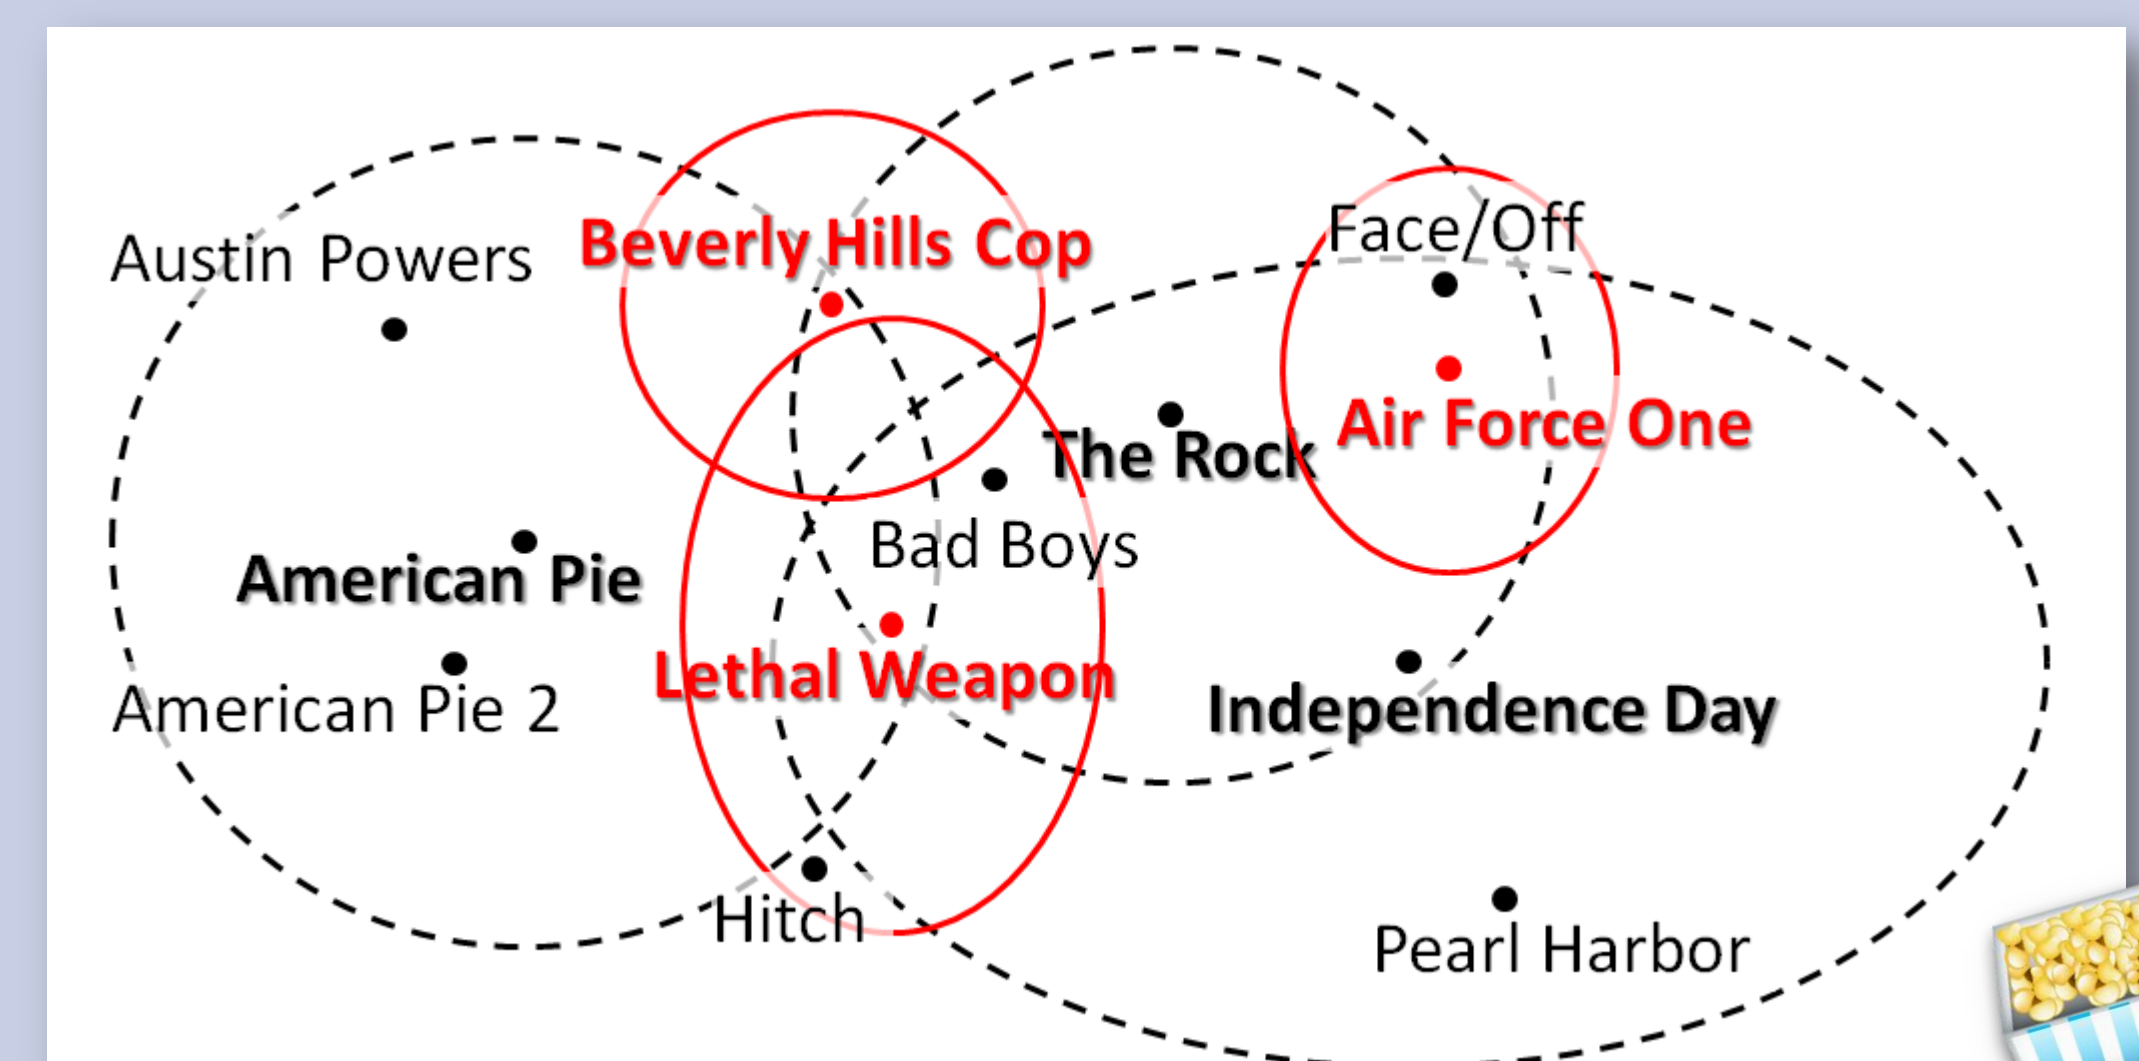 Face/Off
Beverly Hills Cop
Austin Powers
Air Force One
The Rock
Bad Boys
American Pie
Lethal Weapon
American Pie 2
Independence Day
Hitch
Pearl Harbor